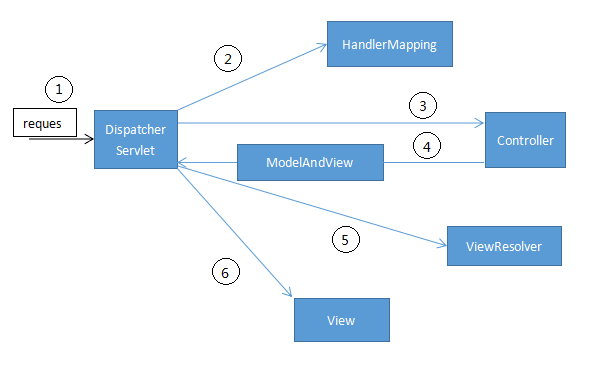 1
reques
Dispatcher
Servlet
2
HandlerMapping
3
Controller
4
ModelAndView
5
ViewResolver
6
View